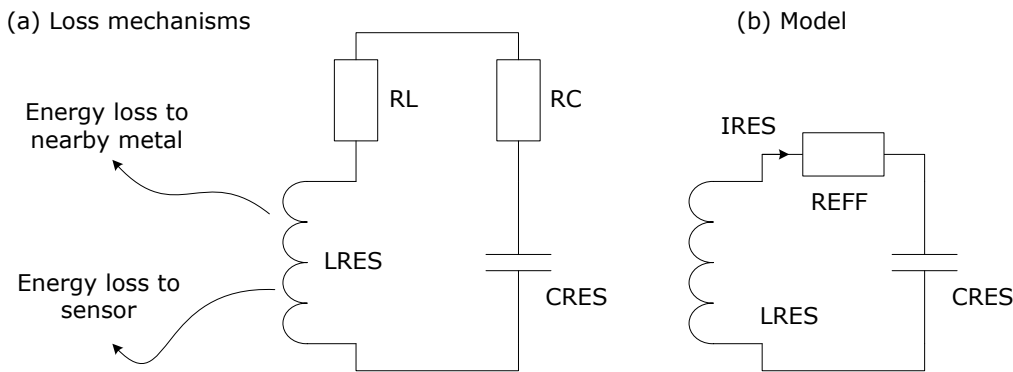 (a) Loss mechanisms
Energy loss to
nearby metal
Energy loss to
sensor
RL
RC
LRES
CRES
(b) Model
IRES
REFF
LRES
CRES